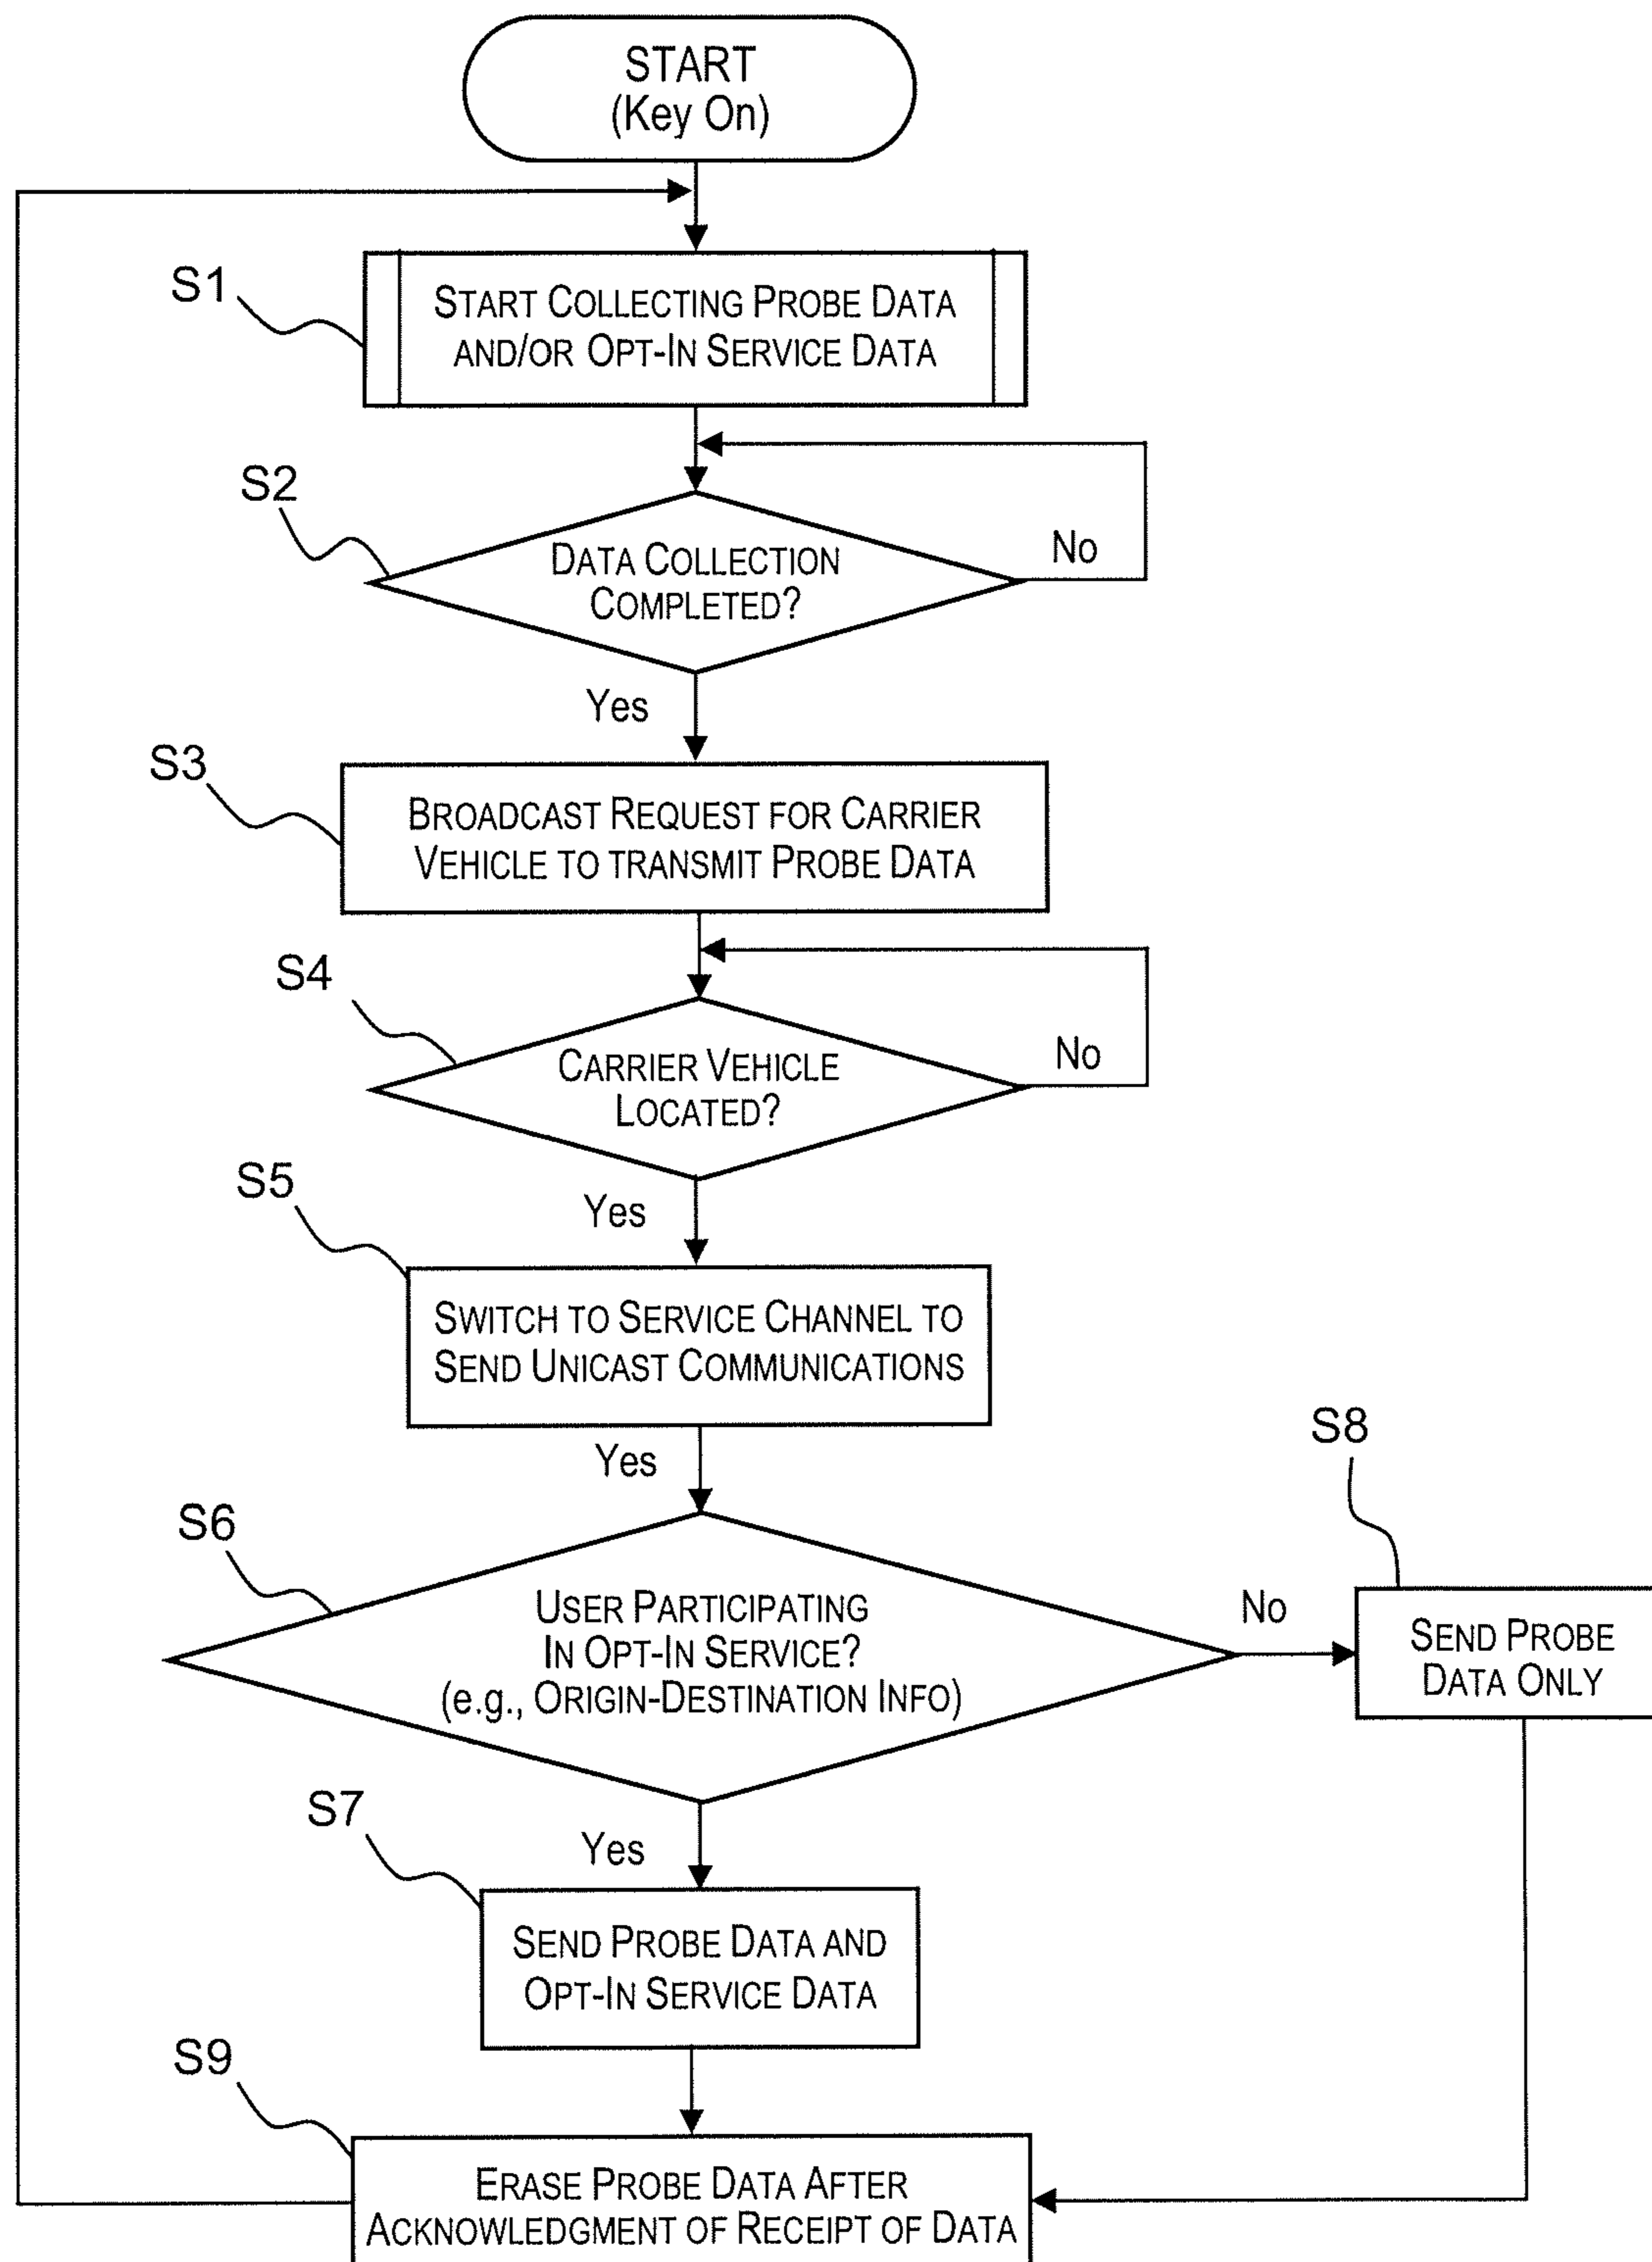 START
(Key On)
S1
START COLLECTING PROBE DATA
AND/OR OPT-IN SERVICE DATA
S2
DATA COLLECTION
COMPLETED?
No
Yes
S3
BROADCAST REQUEST FOR CARRIER
VEHICLE TO TRANSMIT PROBE DATA
S4
CARRIER VEHICLE
LOCATED?
No
Yes
S5
SWITCH TO SERVICE CHANNEL TO
SEND UNICAST COMMUNICATIONS
Yes
S6
USER PARTICIPATING
IN OPT-IN SERVICE?
(e.g., ORIGIN-DESTINATION INFO)
No
S8
SEND PROBE
DATA ONLY
Yes
S7
SEND PROBE DATA AND
OPT-IN SERVICE DATA
S9
ERASE PROBE DATA AFTER
ACKNOWLEDGMENT OF RECEIPT OF DATA